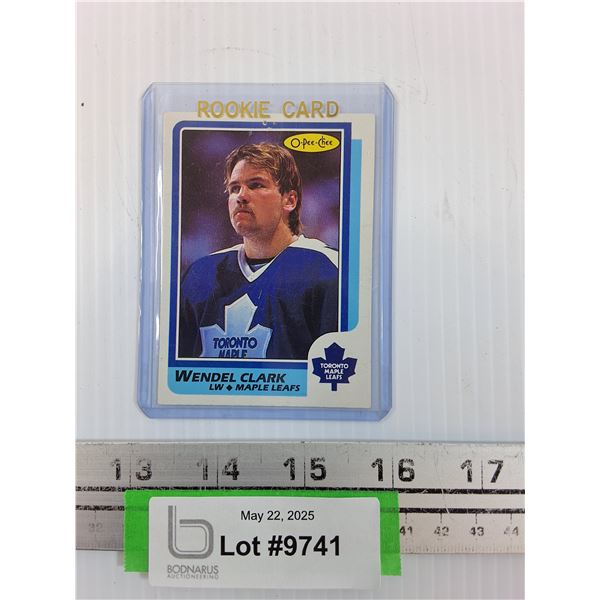 ROOKIE CARD
O-Pee-Chee
TORONTO
MAPLE
TORONTO
MAPLE
LEAFS
WENDEL CLARK
LW ◆ MAPLE LEAFS
13 14 15 16 17
41 42 43 44
May 22, 2025
Lot #9741
b
BODNARUS
AUCTIONEERING